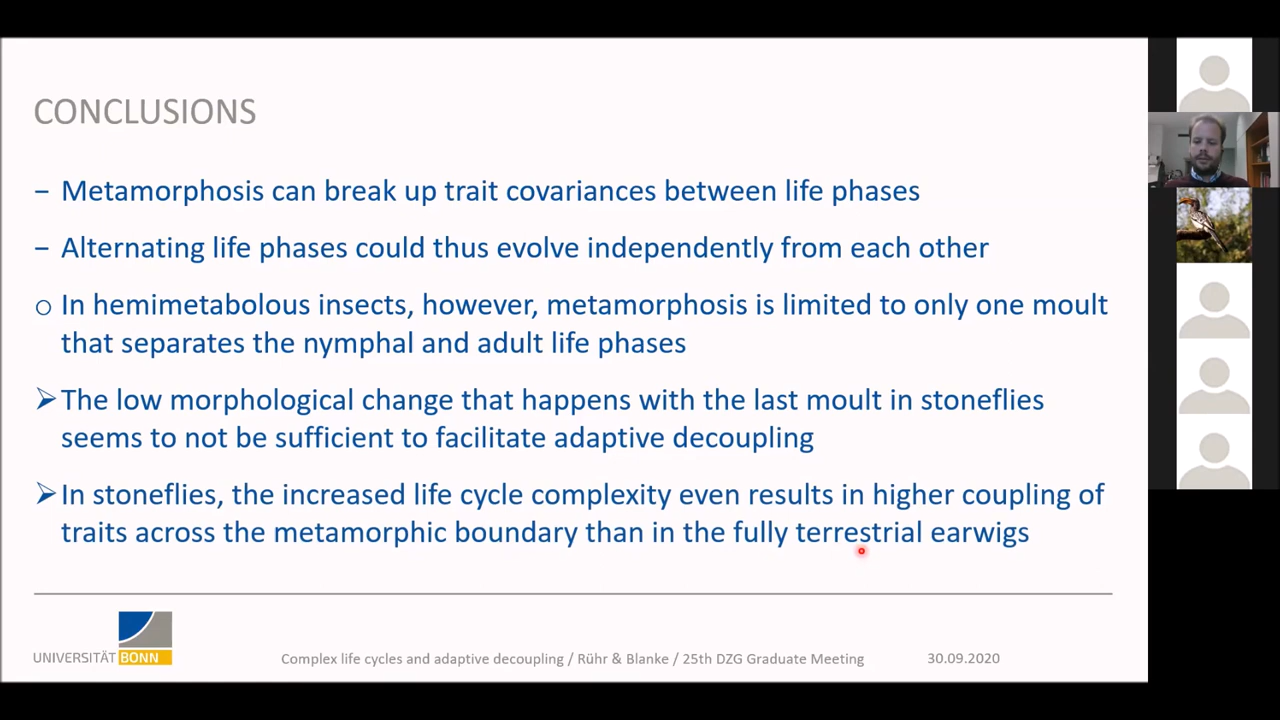 CONCLUSIONS
– Metamorphosis can break up trait covariances between life phases
– Alternating life phases could thus evolve independently from each other
o In hemimetabolous insects, however, metamorphosis is limited to only one moult
that separates the nymphal and adult life phases
➢ The low morphological change that happens with the last moult in stoneflies
seems to not be sufficient to facilitate adaptive decoupling
➢ In stoneflies, the increased life cycle complexity even results in higher coupling of
traits across the metamorphic boundary than in the fully terrestrial earwigs
UNIVERSITÄT BONN
Complex life cycles and adaptive decoupling / Rühr & Blanke / 25th DZG Graduate Meeting
30.09.2020